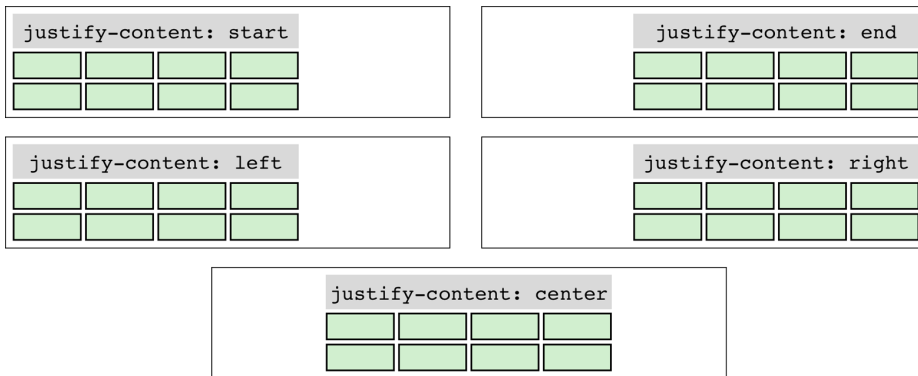 justify-content: start
justify-content: end
justify-content: left
justify-content: right
justify-content: center